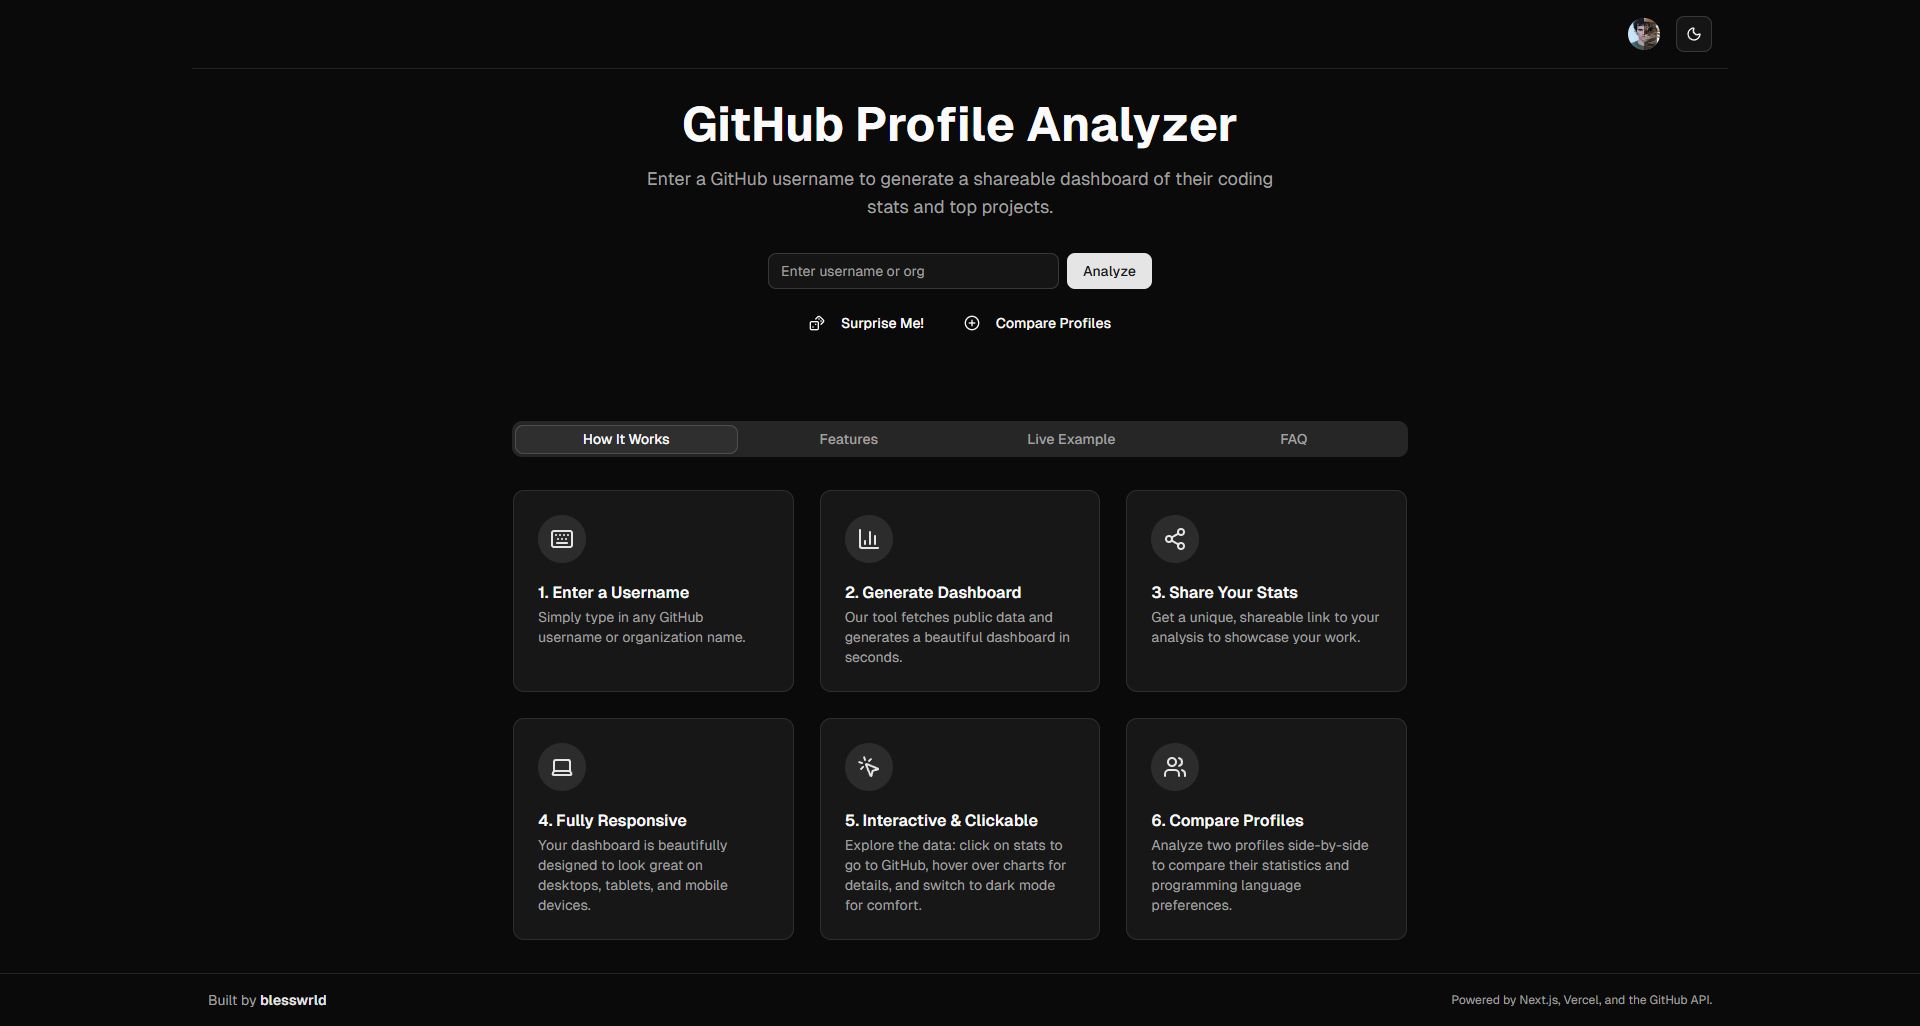 GitHub Profile Analyzer
Enter a GitHub username to generate a shareable dashboard of their coding
stats and top projects.
Enter username or org
Analyze
Surprise Me!
Compare Profiles
How It Works
Features
Live Example
FAQ
1. Enter a Username
Simply type in any GitHub
username or organization name.
2. Generate Dashboard
Our tool fetches public data and
generates a beautiful dashboard in
seconds.
3. Share Your Stats
Get a unique, shareable link to your
analysis to showcase your work.
4. Fully Responsive
Your dashboard is beautifully
designed to look great on
desktops, tablets, and mobile
devices.
5. Interactive & Clickable
Explore the data: click on stats to
go to GitHub, hover over charts for
details, and switch to dark mode
for comfort.
6. Compare Profiles
Analyze two profiles side-by-side
to compare their statistics and
programming language
preferences.
Built by blesswrld
Powered by Next.js, Vercel, and the GitHub API.